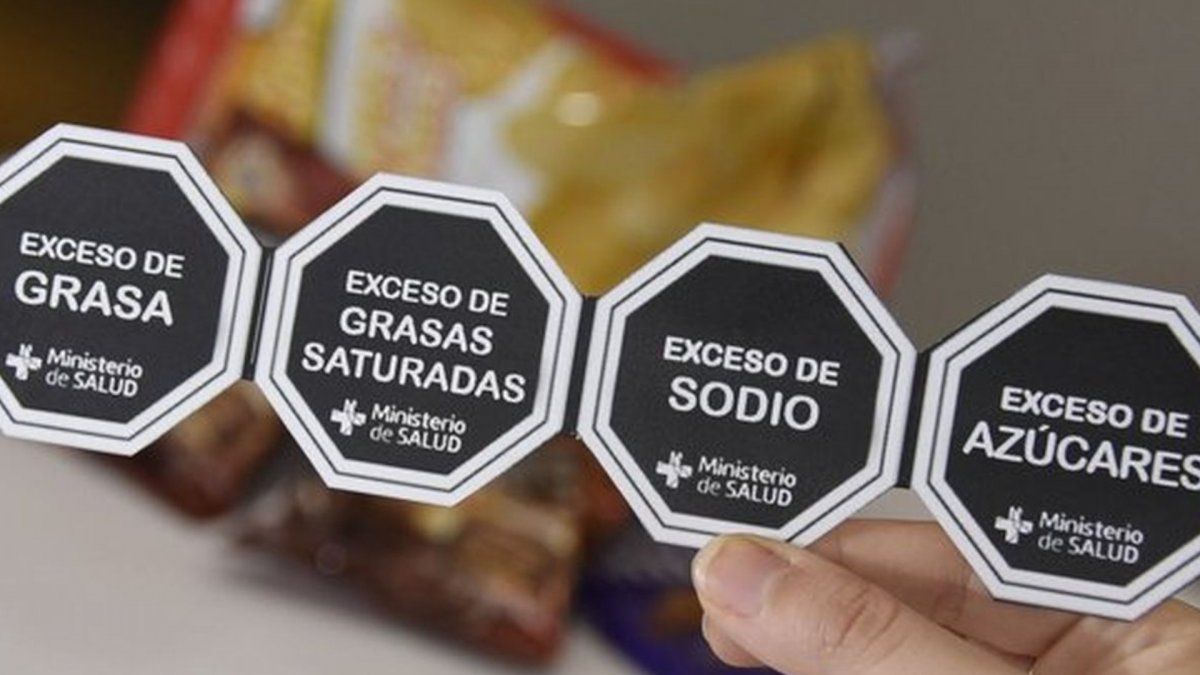 EXCESO DE
GRASA
Ministerio
de SALUD
EXCESO DE
GRASAS
SATURADAS
Ministerio
de SALUD
EXCESO DE
SODIO
Ministerio
de SALUD
EXCESO DE
AZÚCARES
Ministerio
de SALUD